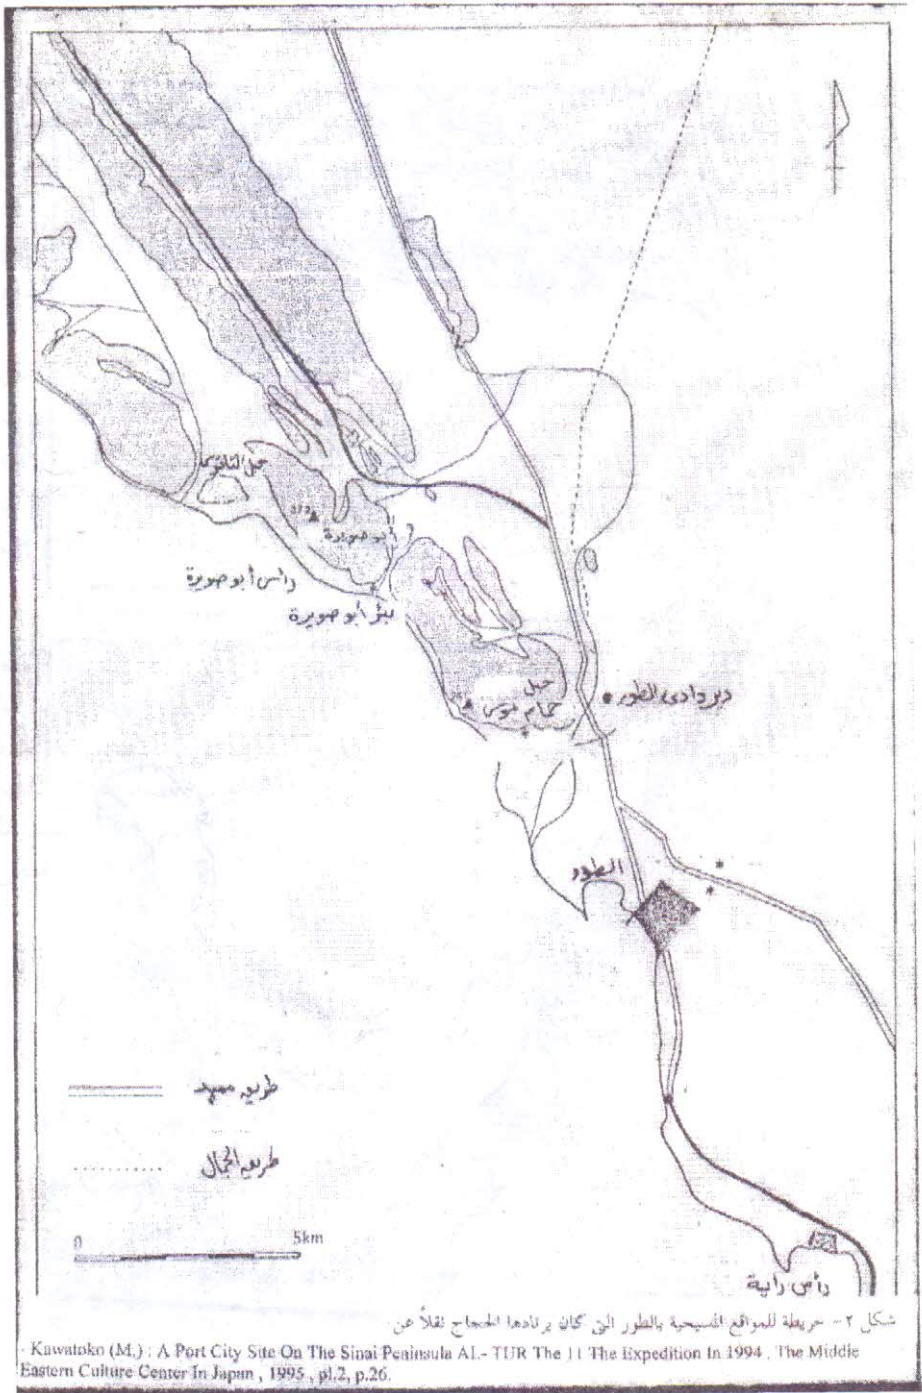 جبل الناقوس
أبو صويرة
رأس أبو صويرة
بئر أبو صويرة
جبل
حمام موسى
دير وادى الطور
الطور
طريق ممهد
طريق الجمال
0 5km
رأس راية
شكل ٢- خريطة للمواقع المسيحية بالطور التى كان يرتادها الحجاج نقلاً عن
- Kawatoko (M.) : A Port City Site On The Sinai Peninsula AL- TUR The 11 The Expedition In 1994 , The Middle
Eastern Culture Center In Japan , 1995 , pl.2, p.26.